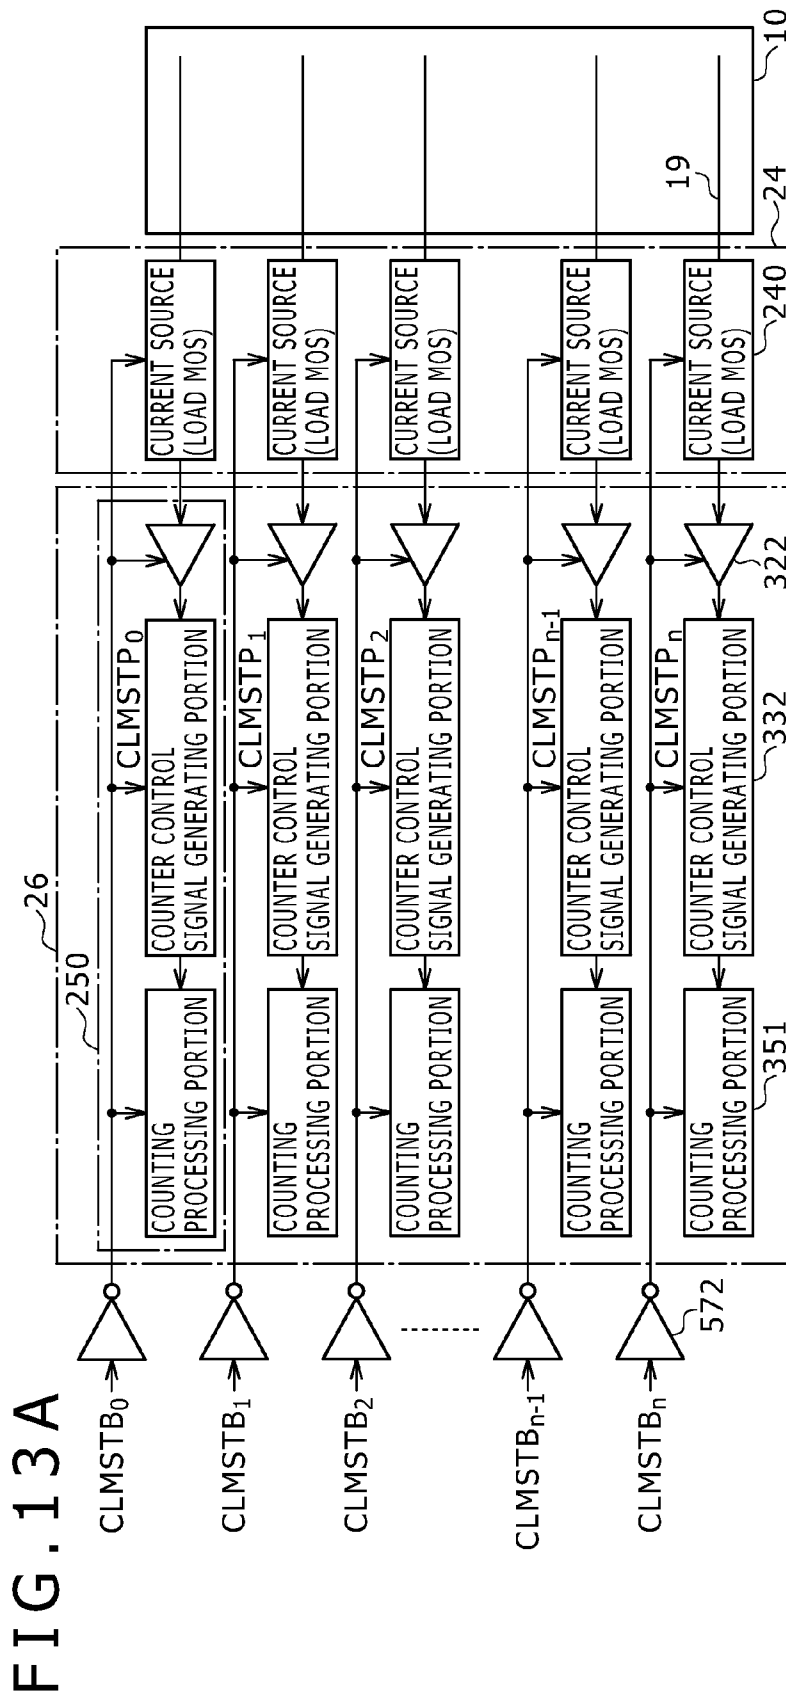 FIG.13A
26
250
CLMSTB0
CLMSTP0
COUNTING
PROCESSING PORTION
COUNTER CONTROL
SIGNAL GENERATING PORTION
CURRENT SOURCE
(LOAD MOS)
CLMSTB1
CLMSTP1
COUNTING
PROCESSING PORTION
COUNTER CONTROL
SIGNAL GENERATING PORTION
CURRENT SOURCE
(LOAD MOS)
CLMSTB2
CLMSTP2
COUNTING
PROCESSING PORTION
COUNTER CONTROL
SIGNAL GENERATING PORTION
CURRENT SOURCE
(LOAD MOS)
CLMSTBn-1
CLMSTPn-1
COUNTING
PROCESSING PORTION
COUNTER CONTROL
SIGNAL GENERATING PORTION
CURRENT SOURCE
(LOAD MOS)
CLMSTBn
CLMSTPn
COUNTING
PROCESSING PORTION
COUNTER CONTROL
SIGNAL GENERATING PORTION
CURRENT SOURCE
(LOAD MOS)
19
572
351
332
322
240
24
10